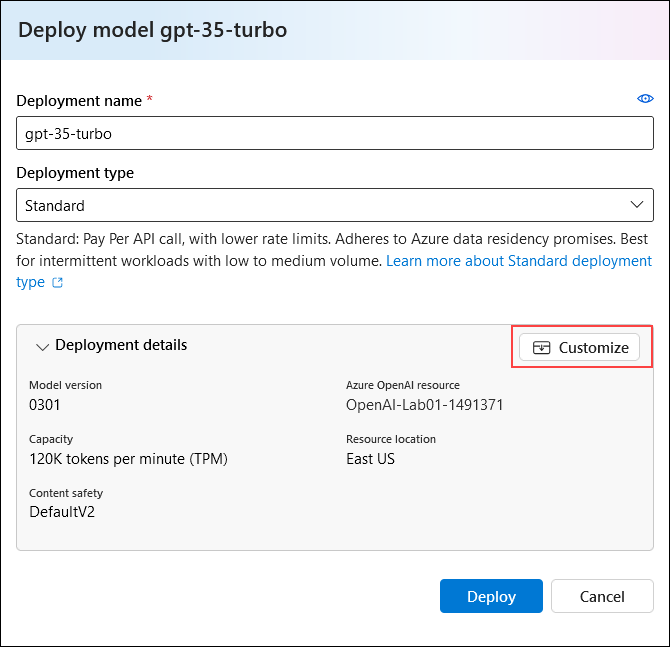 Deploy model gpt-35-turbo
Deployment name *
gpt-35-turbo
Deployment type
Standard
Standard: Pay Per API call, with lower rate limits. Adheres to Azure data residency promises. Best
for intermittent workloads with low to medium volume. Learn more about Standard deployment
type
Deployment details
Customize
Model version
0301
Azure OpenAI resource
OpenAI-Lab01-1491371
Capacity
120K tokens per minute (TPM)
Resource location
East US
Content safety
DefaultV2
Deploy
Cancel